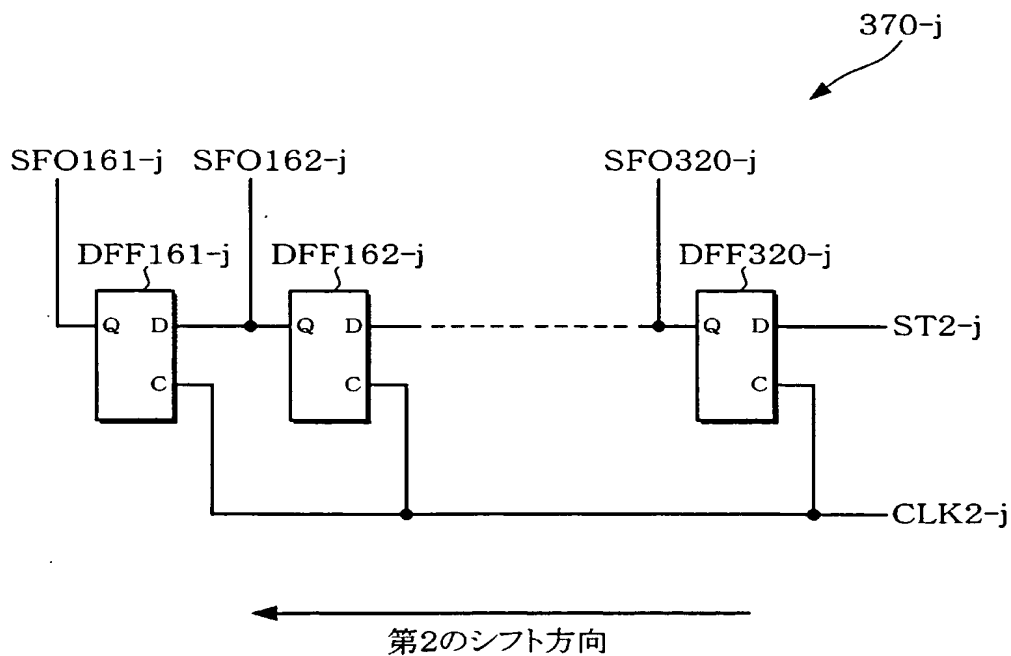 370-j
SFO161-j SFO162-j SFO320-j
DFF161-j DFF162-j DFF320-j
Q D Q D Q D ST2-j
C C C
CLK2-j
第2のシフト方向